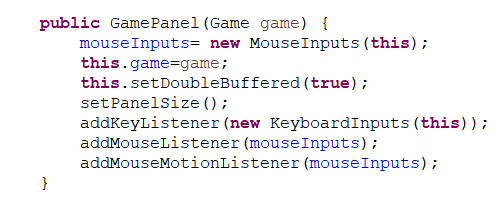 public GamePanel(Game game) {
mouseInputs= new MouseInputs(this);
this.game=game;
this.setDoubleBuffered(true);
setPanelSize();
addKeyListener(new KeyboardInputs(this));
addMouseListener(mouseInputs);
addMouseMotionListener(mouseInputs);
}